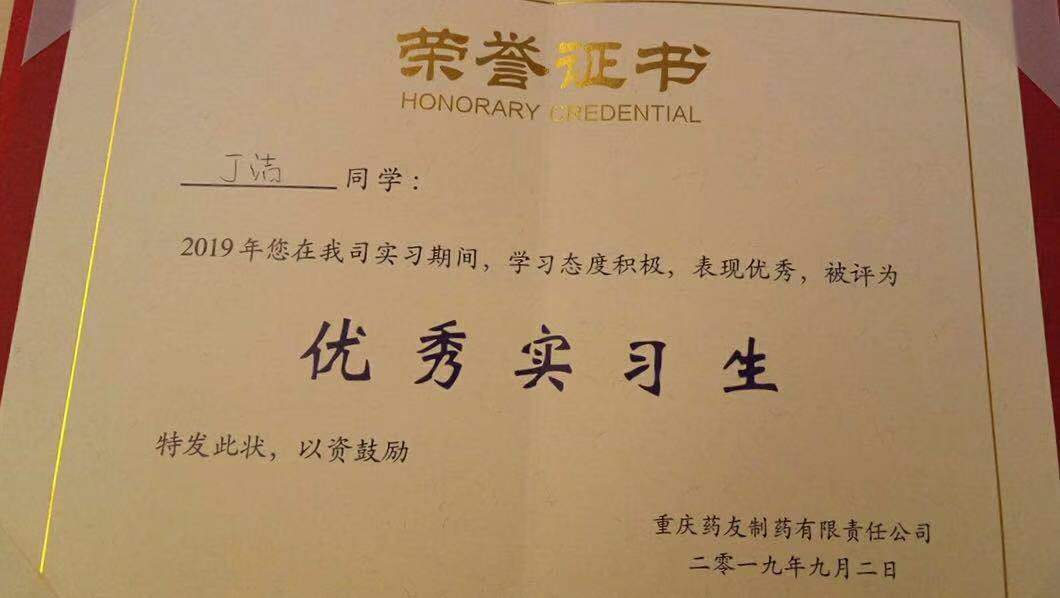 荣誉证书
HONORARY CREDENTIAL
丁洁 同学：
2019年您在我司实习期间，学习态度积极，表现优秀，被评为
优秀实习生
特发此状，以资鼓励
重庆药友制药有限责任公司
二零一九年九月二日